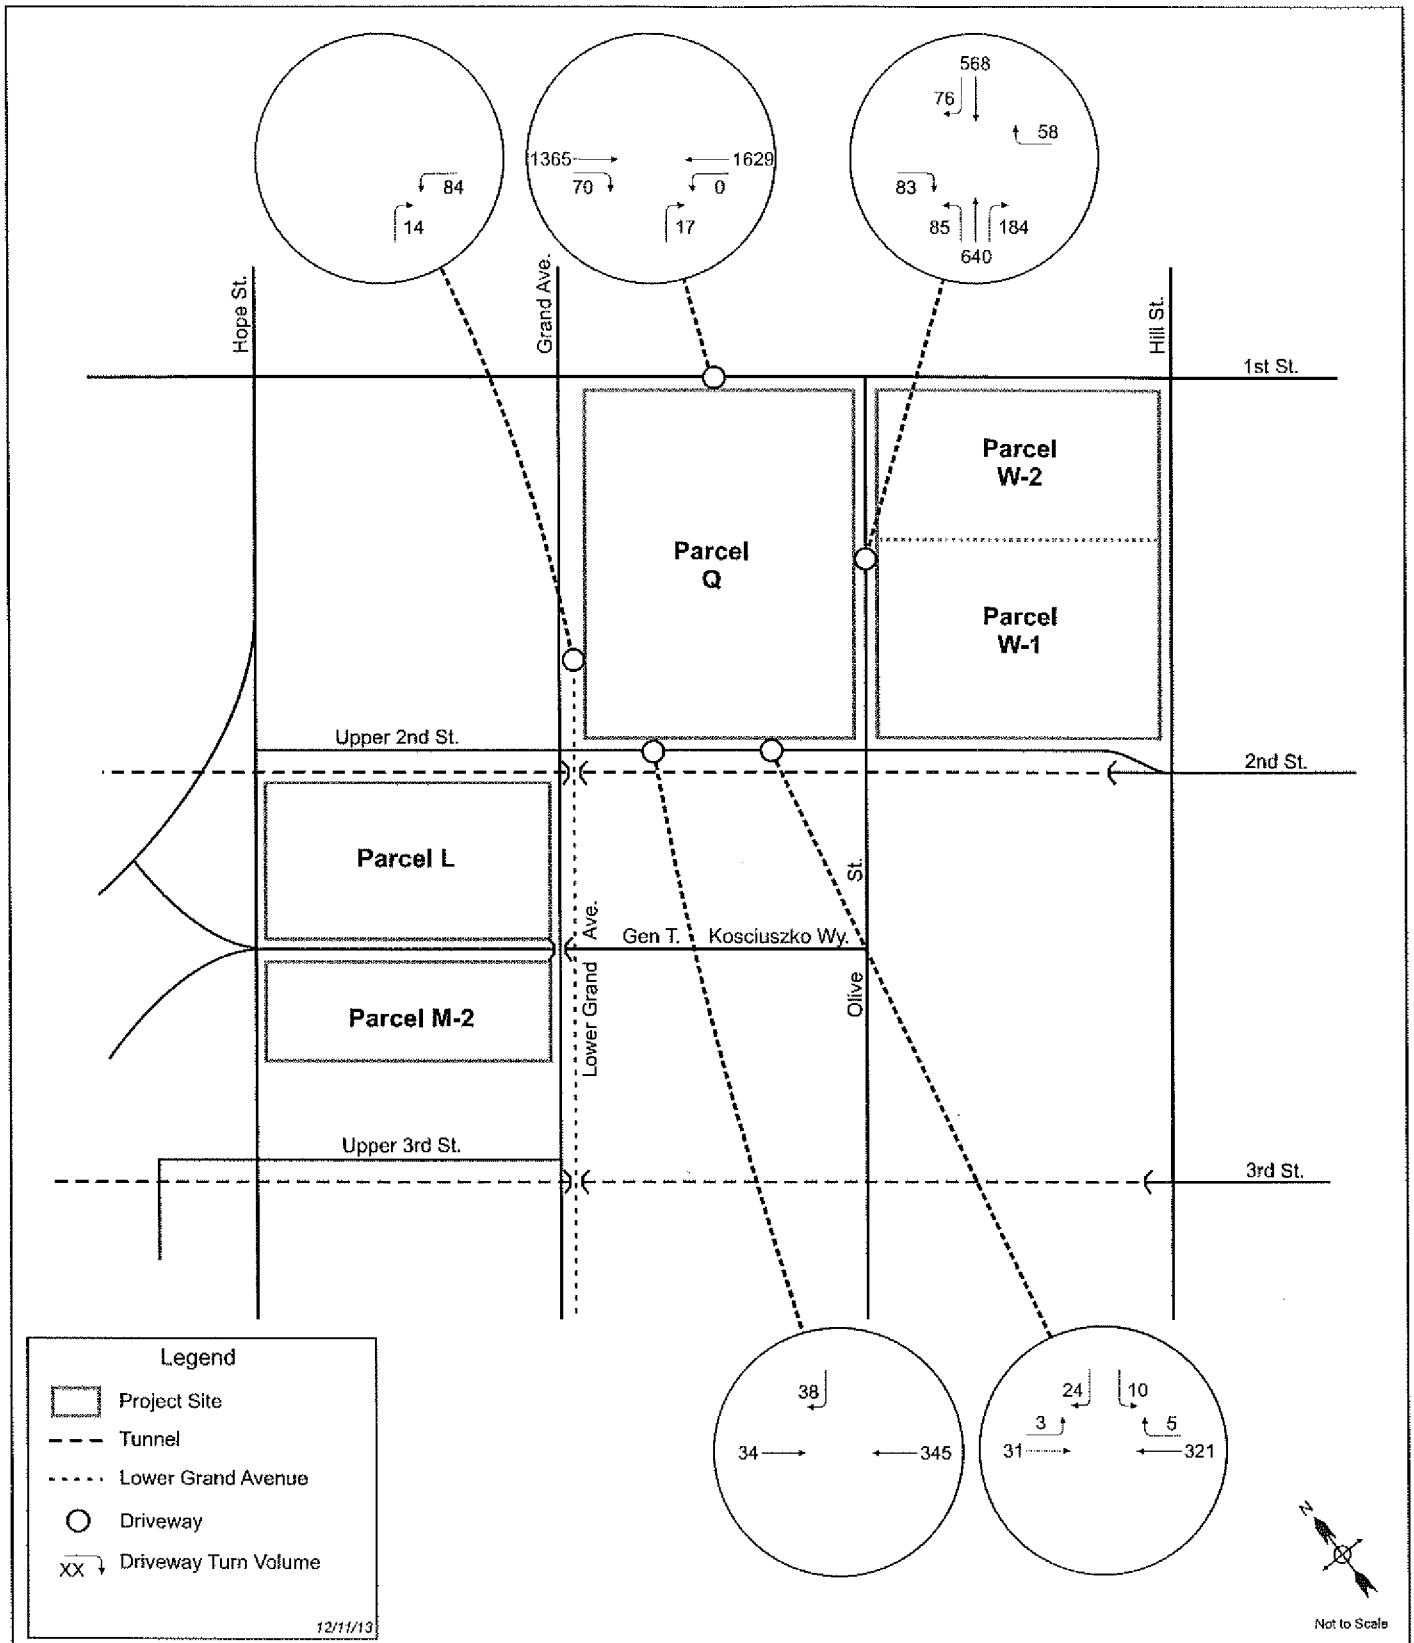 568
76
58
1365
1629
84
70
0
83
14
17
85
184
640
Hope St.
Grand Ave.
Hill St.
1st St.
Parcel
W-2
Parcel
Q
Parcel
W-1
Upper 2nd St.
2nd St.
Parcel L
St.
Ave.
Gen T. Kosciuszko Wy.
Olive
Lower Grand
Parcel M-2
Upper 3rd St.
3rd St.
38
34
345
24
10
3
5
31
321
Legend
Project Site
Tunnel
Lower Grand Avenue
Driveway
XX Driveway Turn Volume
12/11/13
N
Not to Scale